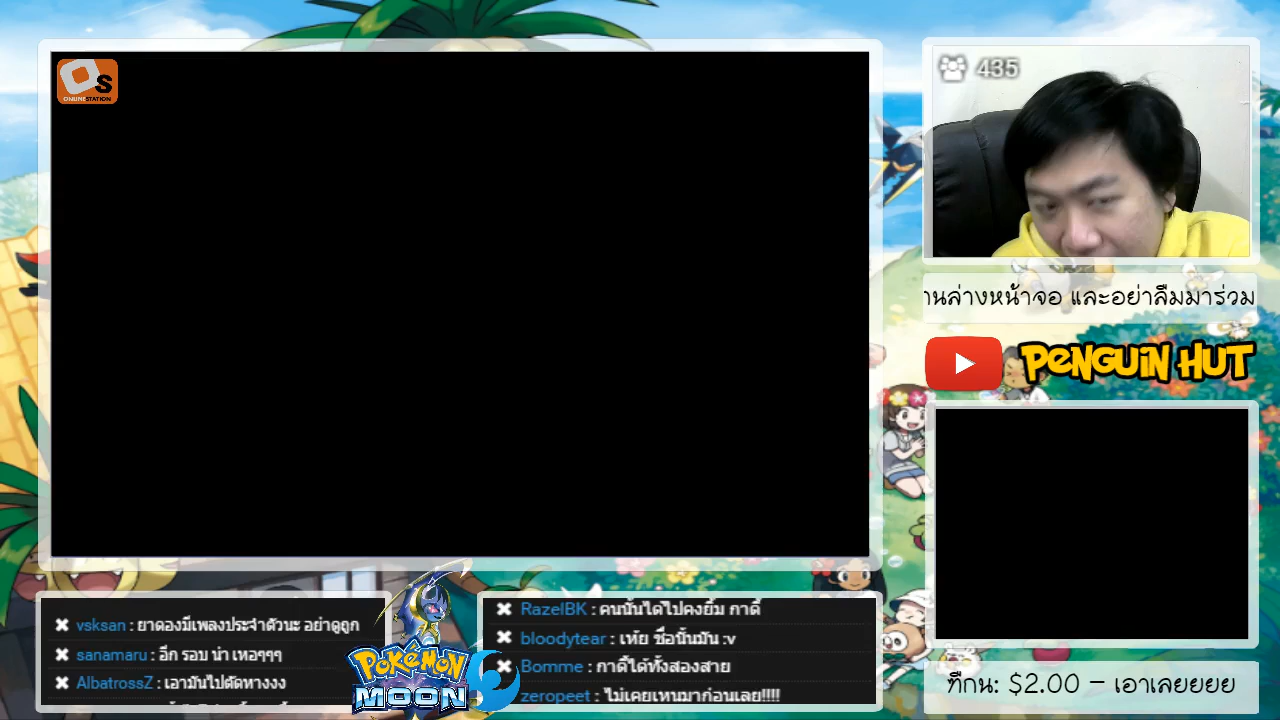 OS
ONLINE STATION
435
านล่างหน้าจอ และอย่าลืมมาร่วม
PENGUIN HUT
vsksan : ยาดองมีเพลงประจำตัวนะ อย่าดูถูก
sanamaru : อีก รอบ น่า เหอๆๆๆ
AlbatrossZ : เอามันไปตัดหางงง
POKéMON
MOON
RazelBK : คนนั้นได้ไปคงยิ้ม กาดี้
bloodytear : เห้ย ชื่อนั้นมัน :v
Bomme : กาดี้ได้ทั้งสองสาย
zeropeet : ไม่เคยเหนมาก่อนเลย!!!!
ทืกน: $2.00 – เอาเลยยยย